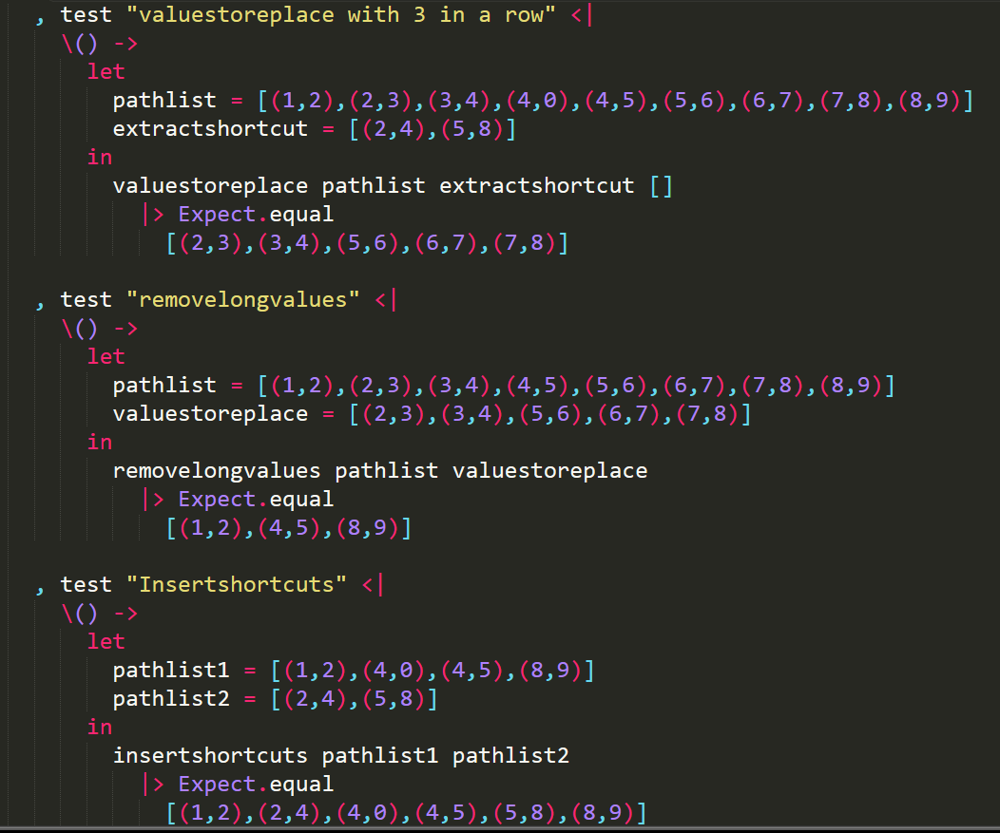 , test "valuestoreplace with 3 in a row" <|
\() ->
let
pathlist = [(1,2),(2,3),(3,4),(4,0),(4,5),(5,6),(6,7),(7,8),(8,9)]
extractshortcut = [(2,4),(5,8)]
in
valuestoreplace pathlist extractshortcut []
|> Expect.equal
[(2,3),(3,4),(5,6),(6,7),(7,8)]
, test "removelongvalues" <|
\() ->
let
pathlist = [(1,2),(2,3),(3,4),(4,5),(5,6),(6,7),(7,8),(8,9)]
valuestoreplace = [(2,3),(3,4),(5,6),(6,7),(7,8)]
in
removelongvalues pathlist valuestoreplace
|> Expect.equal
[(1,2),(4,5),(8,9)]
, test "Insertshortcuts" <|
\() ->
let
pathlist1 = [(1,2),(4,0),(4,5),(8,9)]
pathlist2 = [(2,4),(5,8)]
in
insertshortcuts pathlist1 pathlist2
|> Expect.equal
[(1,2),(2,4),(4,0),(4,5),(5,8),(8,9)]